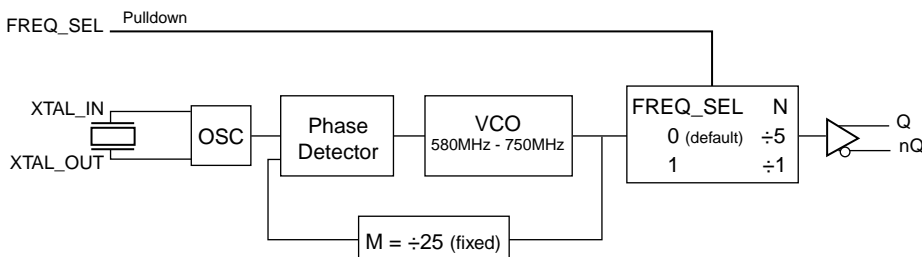 FREQ_SEL Pulldown
XTAL_IN
XTAL_OUT
OSC
Phase
Detector
VCO
580MHz - 750MHz
FREQ_SEL N
0 (default) ÷5
1 ÷1
Q
nQ
M = ÷25 (fixed)